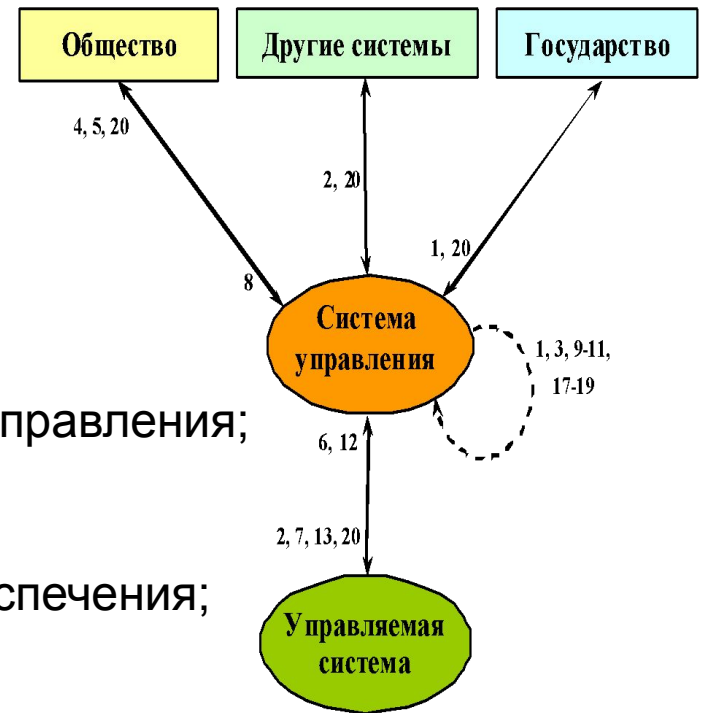 Общество
Другие системы
Государство
4, 5, 20
2, 20
1, 20
8
Система
управления
1, 3, 9-11,
17-19
правления;
6, 12
2, 7, 13, 20
спечения;
Управляемая
система